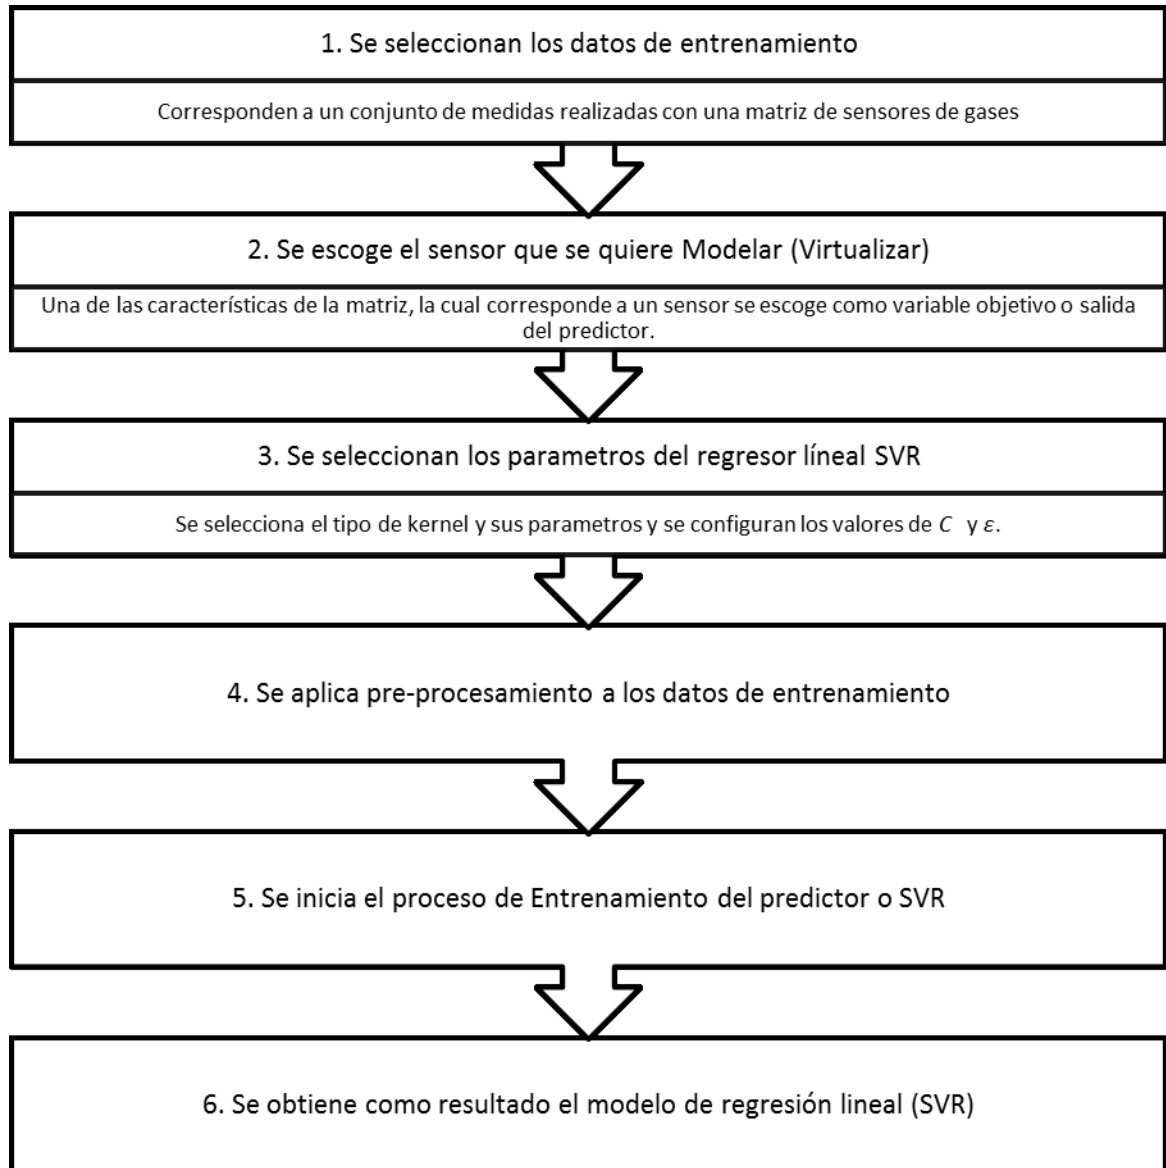 1. Se seleccionan los datos de entrenamiento
Corresponden a un conjunto de medidas realizadas con una matriz de sensores de gases
2. Se escoge el sensor que se quiere Modelar (Virtualizar)
Una de las características de la matriz, la cual corresponde a un sensor se escoge como variable objetivo o salida
del predictor.
3. Se seleccionan los parametros del regresor líneal SVR
Se selecciona el tipo de kernel y sus parametros y se configuran los valores de C y ε.
4. Se aplica pre-procesamiento a los datos de entrenamiento
5. Se inicia el proceso de Entrenamiento del predictor o SVR
6. Se obtiene como resultado el modelo de regresión lineal (SVR)